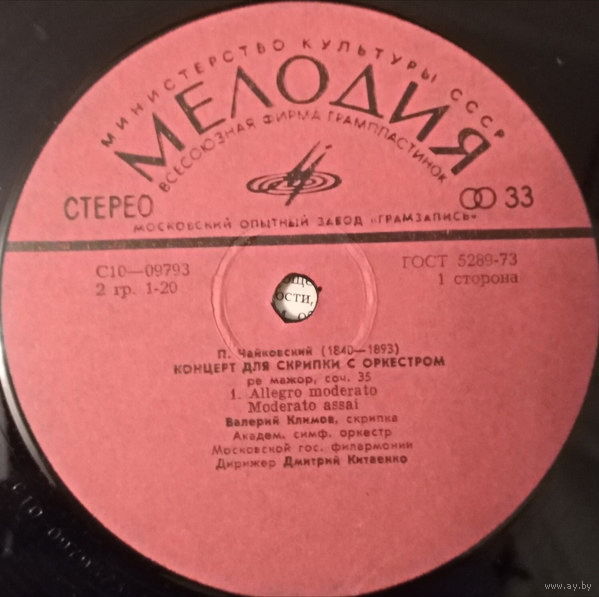 МИНИСТЕРСТВО КУЛЬТУРЫ СССР
МЕЛОДИЯ
ВСЕСОЮЗНАЯ ФИРМА ГРАМПЛАСТИНОК
СТЕРЕО
33
МОСКОВСКИЙ ОПЫТНЫЙ ЗАВОД «ГРАМЗАПИСЬ»
С10—09793
ГОСТ 5289-73
2 гр. 1-20
1 сторона
ости,
П. Чайковский (1840—1893)
КОНЦЕРТ ДЛЯ СКРИПКИ С ОРКЕСТРОМ
ре мажор, соч. 35
1. Allegro moderato
Moderato assai
Валерий Климов, скрипка
Академ. симф. оркестр
Московской гос. филармонии
Дирижер Дмитрий Китаенко
www.ay.by